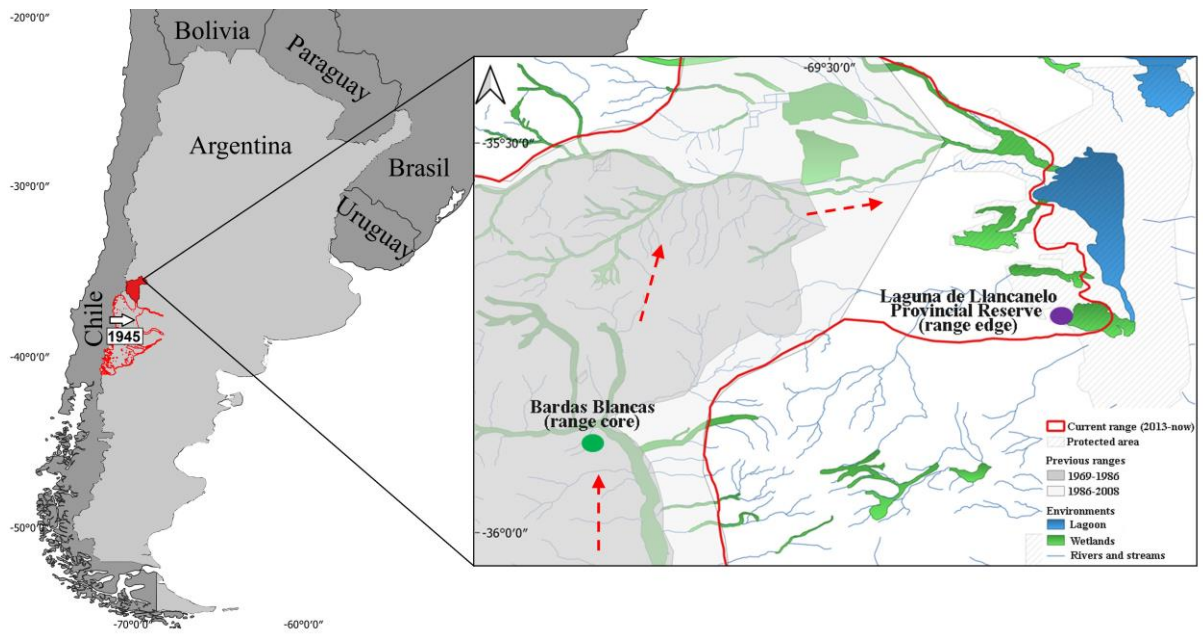 -20°0'0"
Bolivia
Paraguay
Argentina
Brasil
-30°0'0"
Uruguay
Chile
1945
-40°0'0"
-50°0'0"
-70°0'0"
-60°0'0"
-69°30'0"
-35°30'0"
Laguna de Llancanelo
Provincial Reserve
(range edge)
Bardas Blancas
(range core)
-36°0'0"
Current range (2013-now)
Protected area
Previous ranges
1969-1986
1986-2008
Environments
Lagoon
Wetlands
Rivers and streams